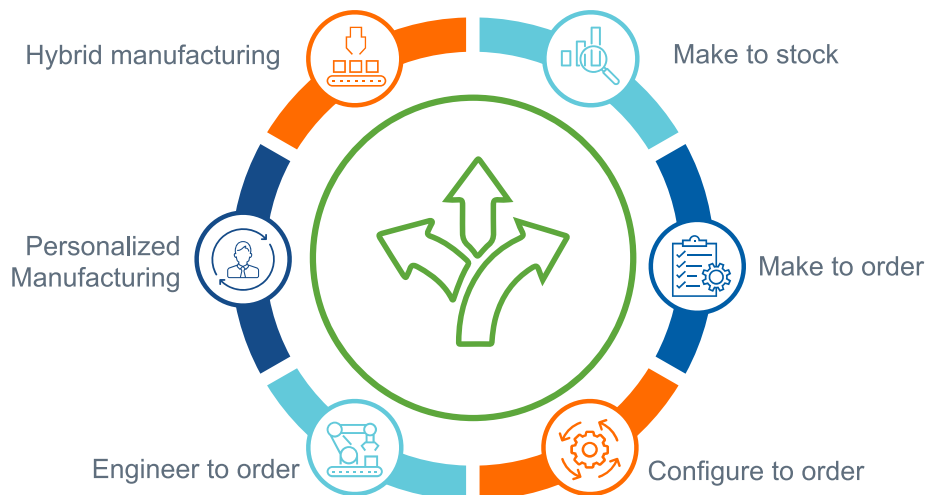 Hybrid manufacturing
Make to stock
Personalized
Manufacturing
Make to order
Engineer to order
Configure to order